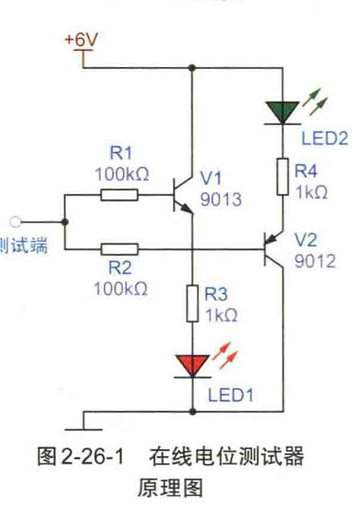 +6V
LED2
R1
100kΩ
V1
9013
R4
1kΩ
测试端
R2
100kΩ
V2
9012
R3
1kΩ
LED1
图2-26-1 在线电位测试器
原理图